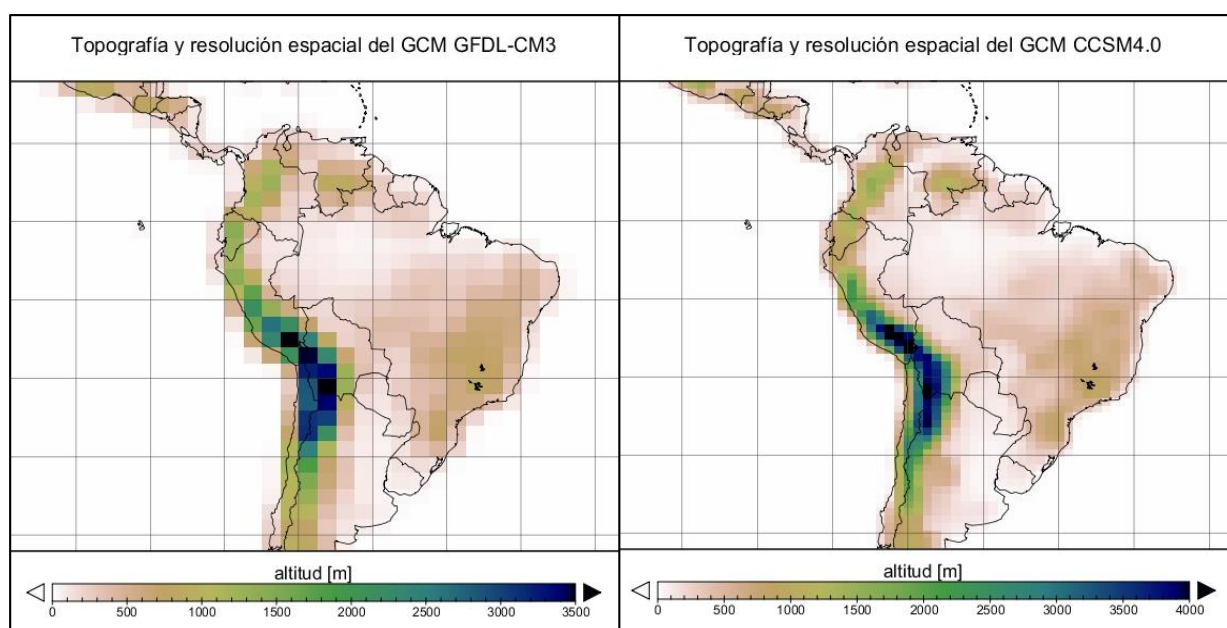 Topografía y resolución espacial del GCM GFDL-CM3
Topografía y resolución espacial del GCM CCSM4.0
altitud [m]
0 500 1000 1500 2000 2500 3000 3500
altitud [m]
0 500 1000 1500 2000 2500 3000 3500 4000